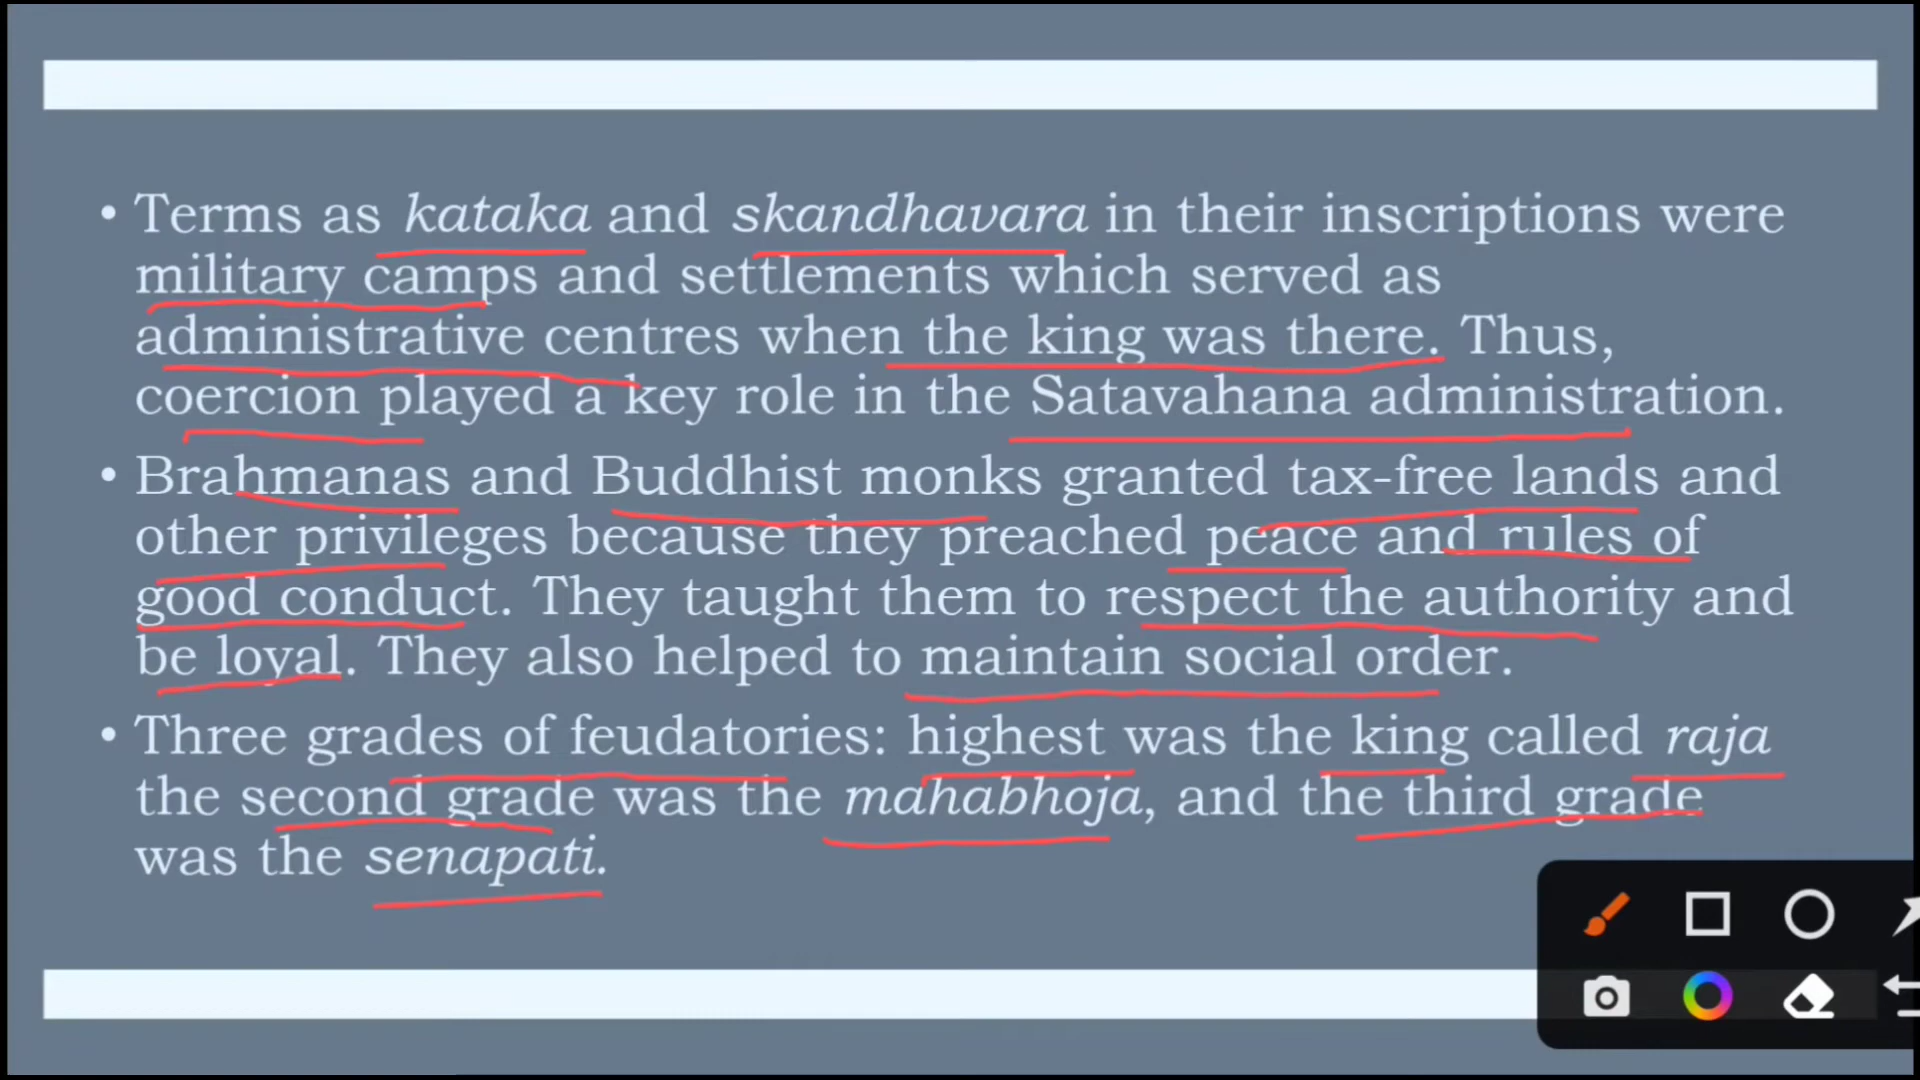 • Terms as kataka and skandhavara in their inscriptions were
military camps and settlements which served as
administrative centres when the king was there. Thus,
coercion played a key role in the Satavahana administration.
• Brahmanas and Buddhist monks granted tax-free lands and
other privileges because they preached peace and rules of
good conduct. They taught them to respect the authority and
be loyal. They also helped to maintain social order.
• Three grades of feudatories: highest was the king called raja
the second grade was the mahabhoja, and the third grade
was the senapati.